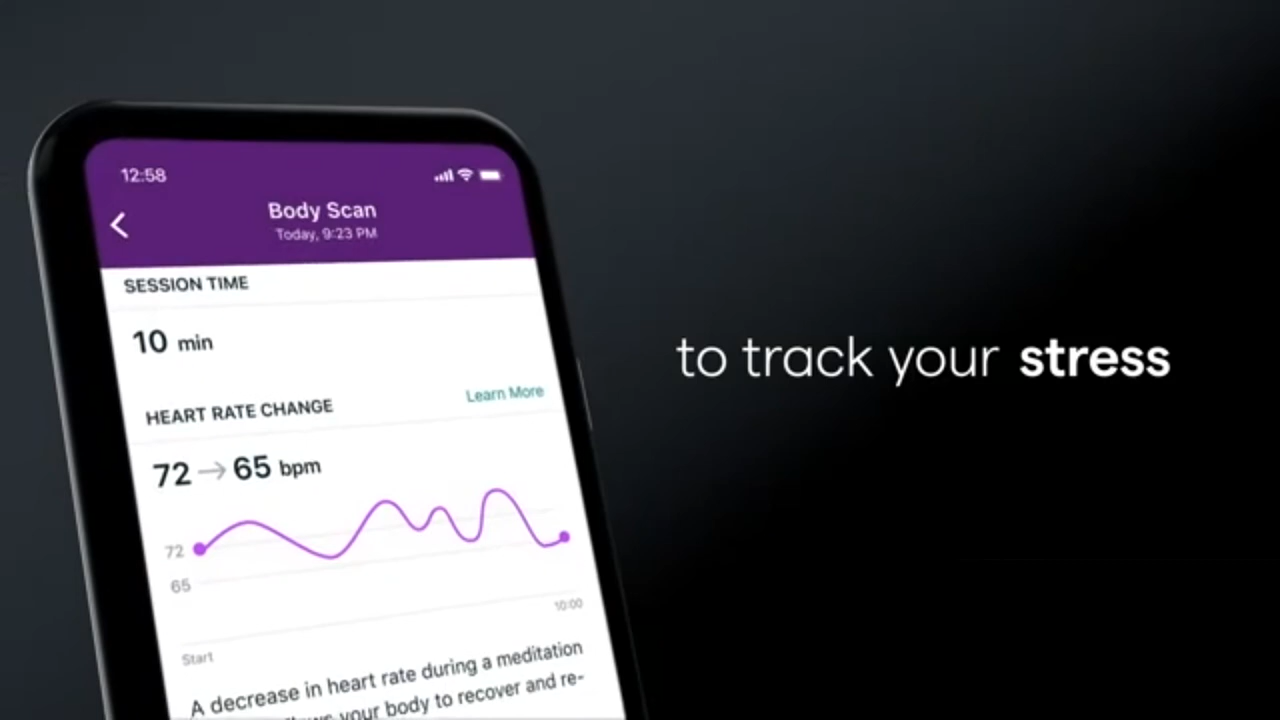 12:58
Body Scan
Today, 9:23 PM
SESSION TIME
10 min
HEART RATE CHANGE
Learn More
72 → 65 bpm
72
65
10:00
Start
A decrease in heart rate during a meditation
your body to recover and re-
to track your stress